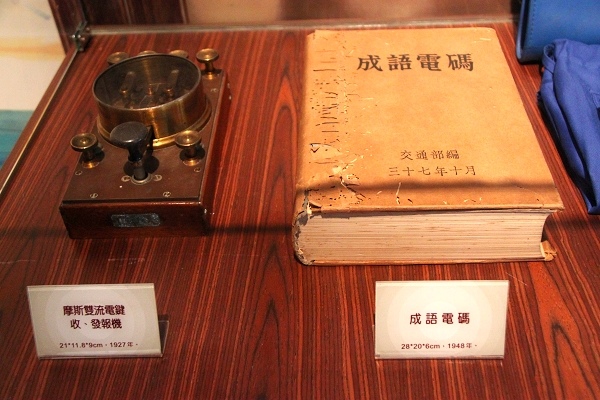 成語電碼
交通部編
三十七年十月
摩斯雙流電鍵
收、發報機
21*11.8*9cm，1927年。
成語電碼
28*20*6cm，1948年。